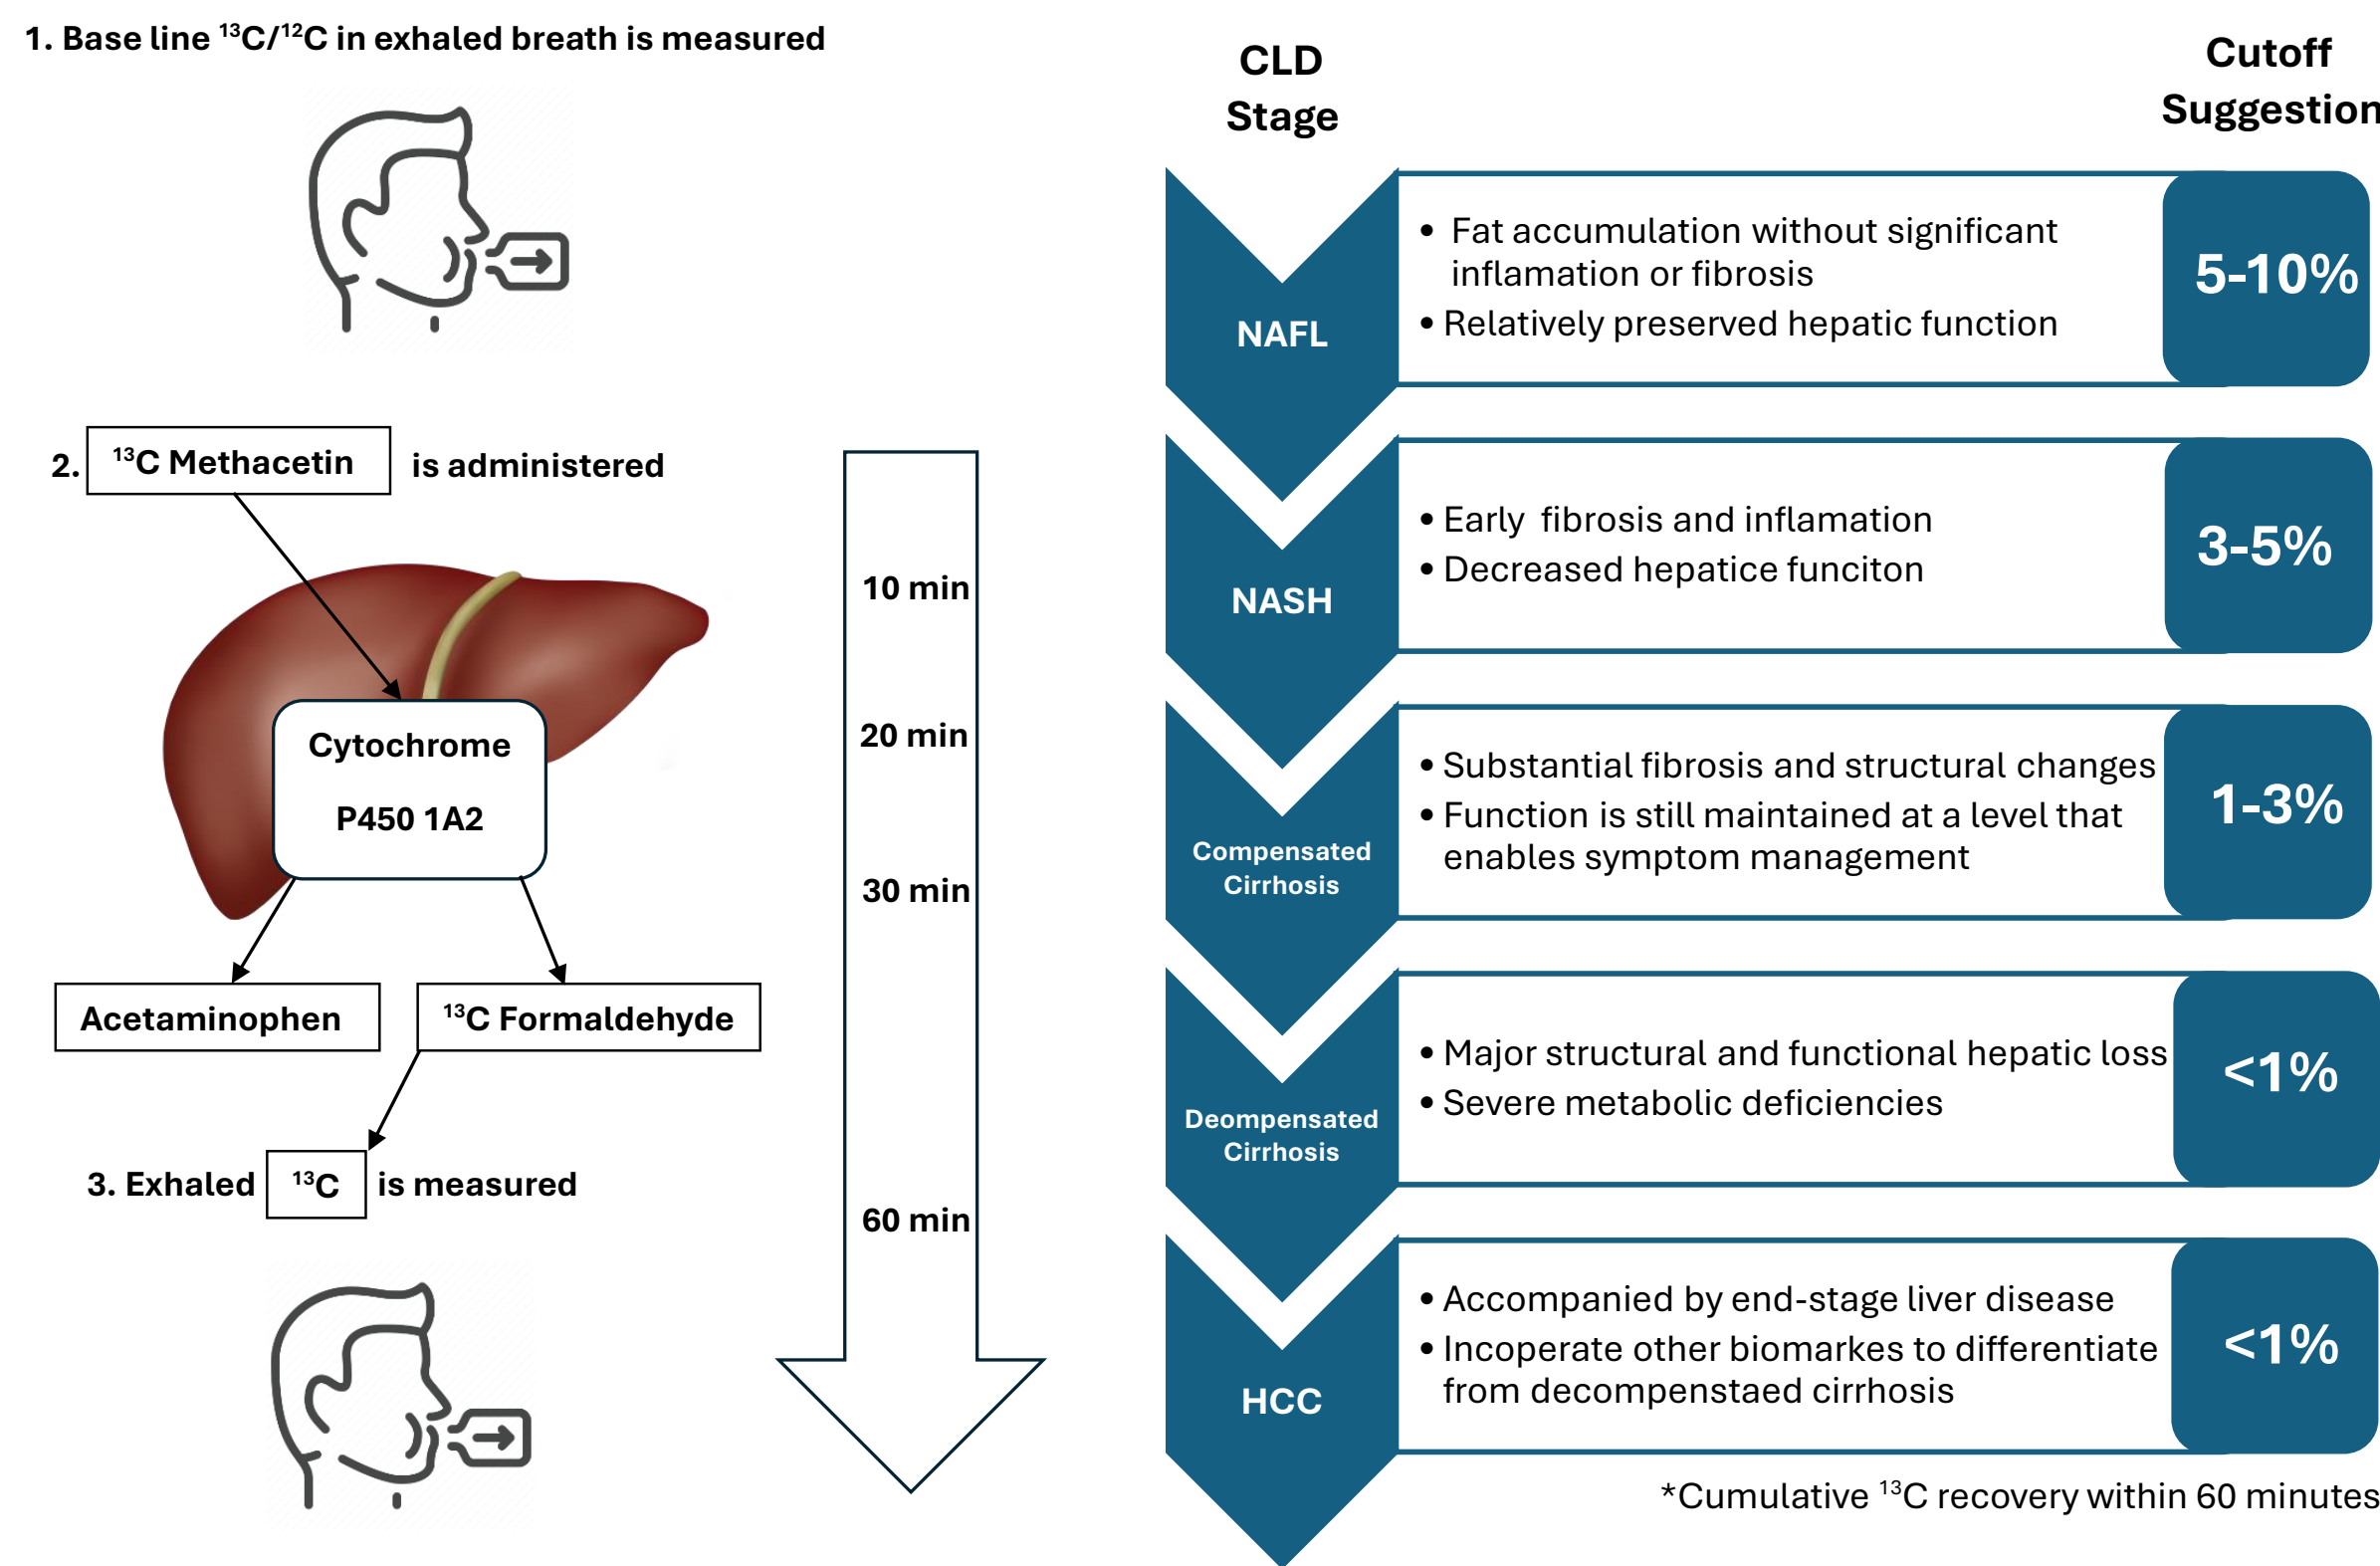 1. Base line ¹³C/¹²C in exhaled breath is measured
2. ¹³C Methacetin is administered
Cytochrome
P450 1A2
Acetaminophen
¹³C Formaldehyde
3. Exhaled ¹³C is measured
10 min
20 min
30 min
60 min
CLD
Stage
Cutoff
Suggestion
NAFL
• Fat accumulation without significant
inflamation or fibrosis
• Relatively preserved hepatic function
5-10%
NASH
• Early fibrosis and inflamation
• Decreased hepatice funciton
3-5%
Compensated
Cirrhosis
• Substantial fibrosis and structural changes
• Function is still maintained at a level that
enables symptom management
1-3%
Deompensated
Cirrhosis
• Major structural and functional hepatic loss
• Severe metabolic deficiencies
<1%
HCC
• Accompanied by end-stage liver disease
• Incoperate other biomarkes to differentiate
from decompenstaed cirrhosis
<1%
*Cumulative ¹³C recovery within 60 minutes